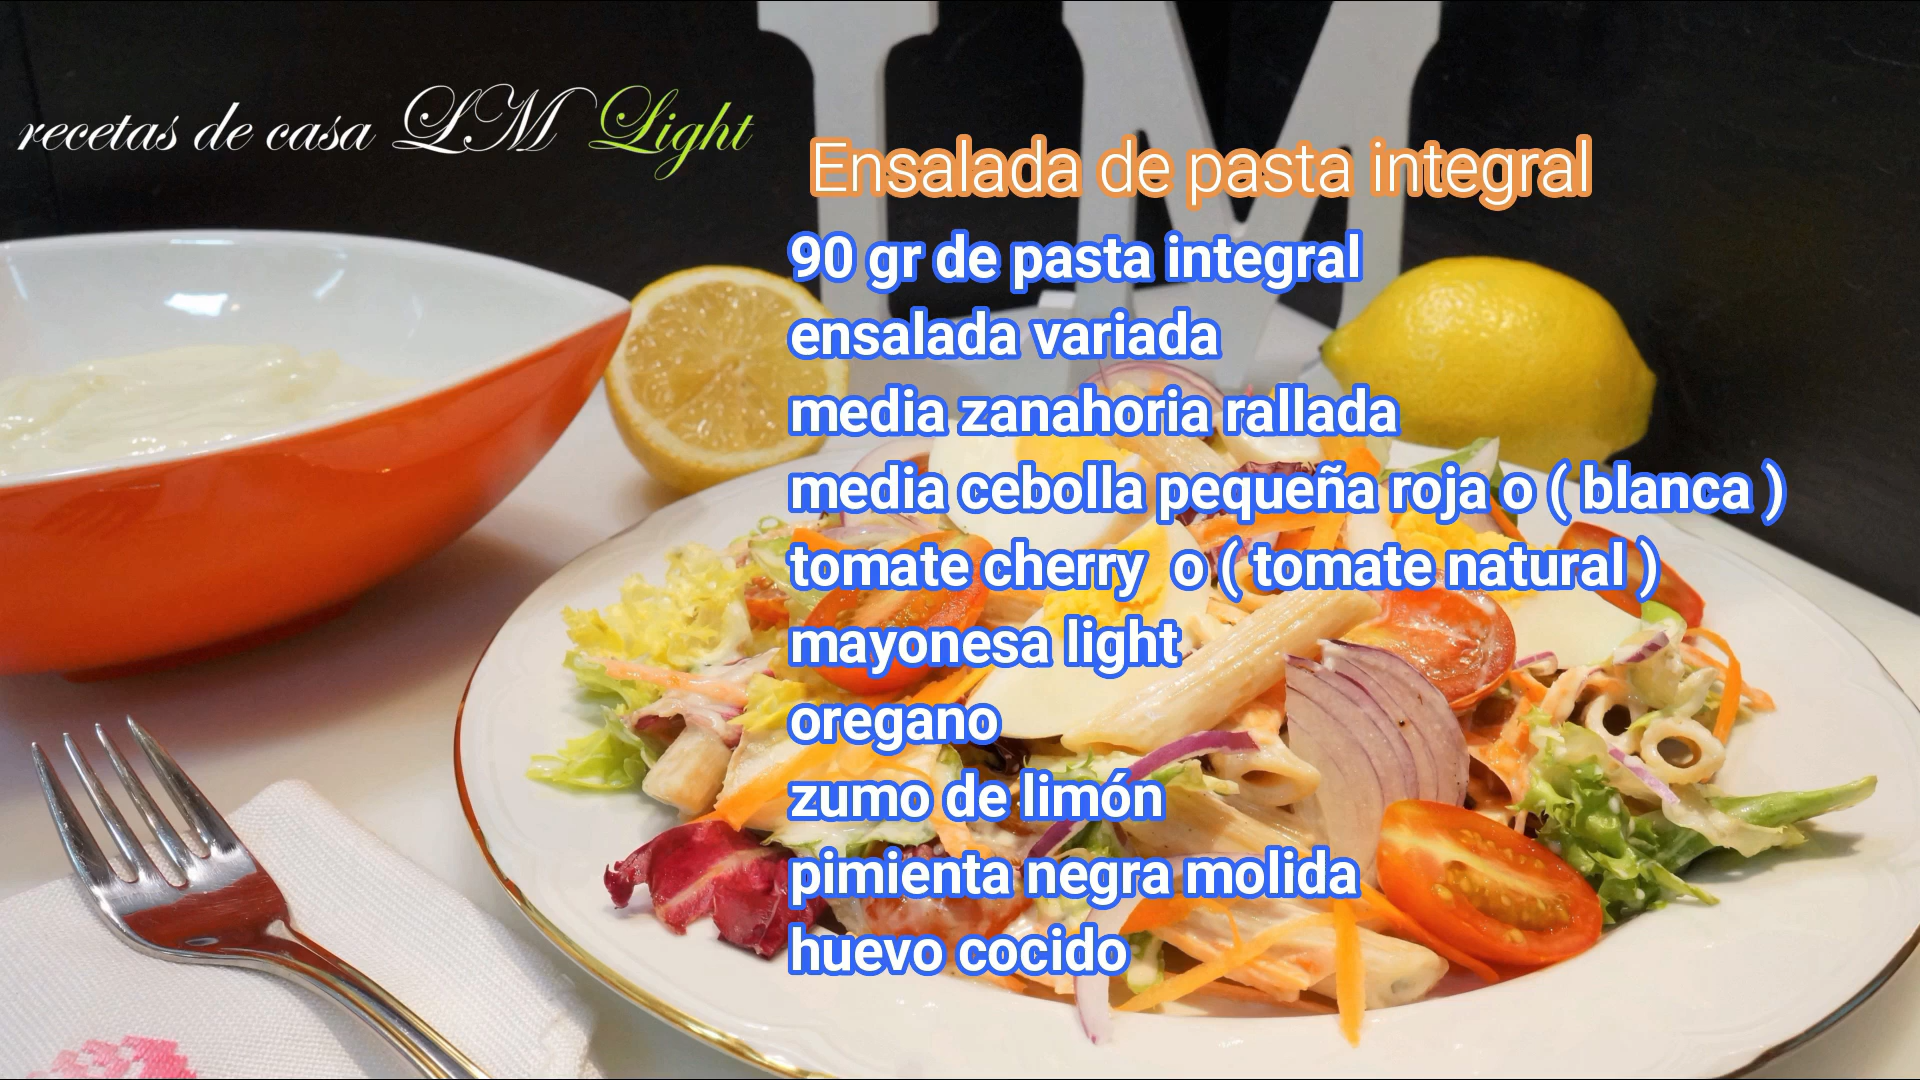 recetas de casa LM Light
Ensalada de pasta integral
90 gr de pasta integral
ensalada variada
media zanahoria rallada
media cebolla pequeña roja o ( blanca )
tomate cherry o ( tomate natural )
mayonesa light
oregano
zumo de limón
pimienta negra molida
huevo cocido
LM